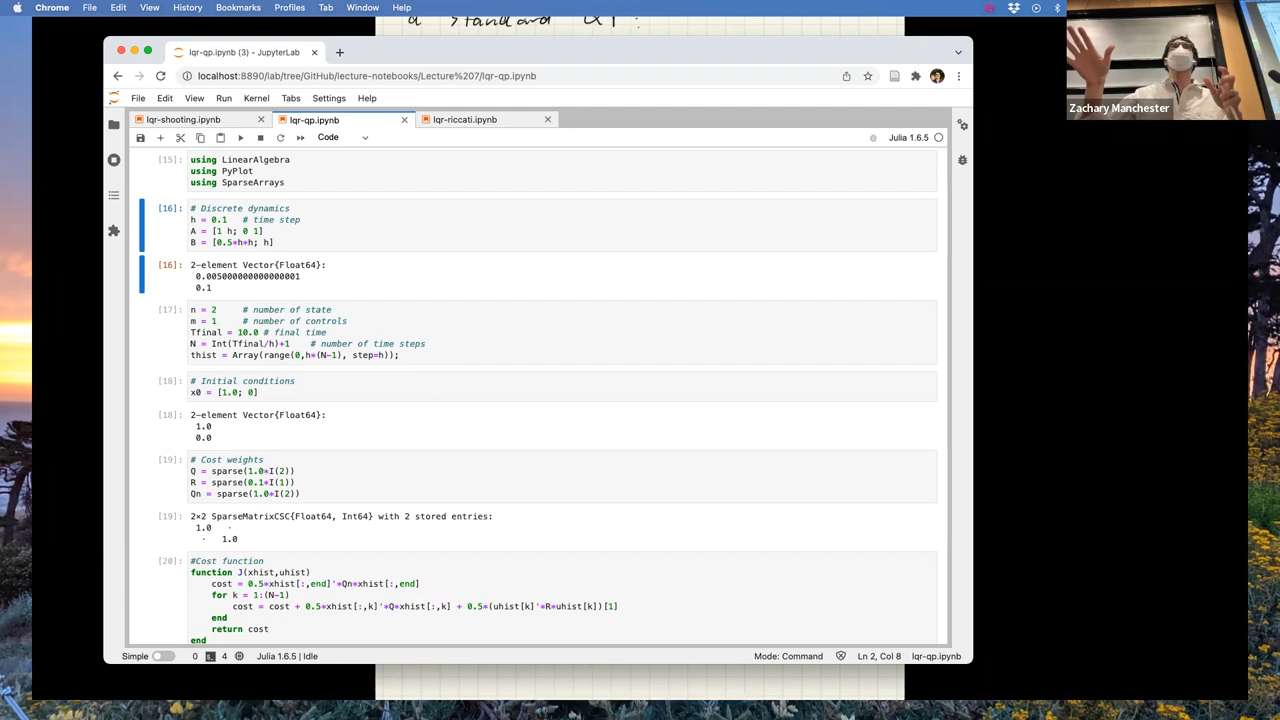 Chrome File Edit View History Bookmarks Profiles Tab Window Help
a standard QP:
lqr-qp.ipynb (3) - JupyterLab
localhost:8890/lab/tree/GitHub/lecture-notebooks/Lecture%207/lqr-qp.ipynb
Zachary Manchester
File Edit View Run Kernel Tabs Settings Help
lqr-shooting.ipynb lqr-qp.ipynb lqr-riccati.ipynb
Code Julia 1.6.5
[15]: using LinearAlgebra
using PyPlot
using SparseArrays
[16]: # Discrete dynamics
h = 0.1 # time step
A = [1 h; 0 1]
B = [0.5*h*h; h]
[16]: 2-element Vector{Float64}:
0.005000000000000001
0.1
[17]: n = 2 # number of state
m = 1 # number of controls
Tfinal = 10.0 # final time
N = Int(Tfinal/h)+1 # number of time steps
thist = Array(range(0,h*(N-1), step=h));
[18]: # Initial conditions
x0 = [1.0; 0]
[18]: 2-element Vector{Float64}:
1.0
0.0
[19]: # Cost weights
Q = sparse(1.0*I(2))
R = sparse(0.1*I(1))
Qn = sparse(1.0*I(2))
[19]: 2×2 SparseMatrixCSC{Float64, Int64} with 2 stored entries:
1.0 ⋅
⋅ 1.0
[20]: #Cost function
function J(xhist,uhist)
cost = 0.5*xhist[:,end]'*Qn*xhist[:,end]
for k = 1:(N-1)
cost = cost + 0.5*xhist[:,k]'*Q*xhist[:,k] + 0.5*(uhist[k]'*R*uhist[k])[1]
end
return cost
end
Simple 0 4 Julia 1.6.5 | Idle Mode: Command Ln 2, Col 8 lqr-qp.ipynb